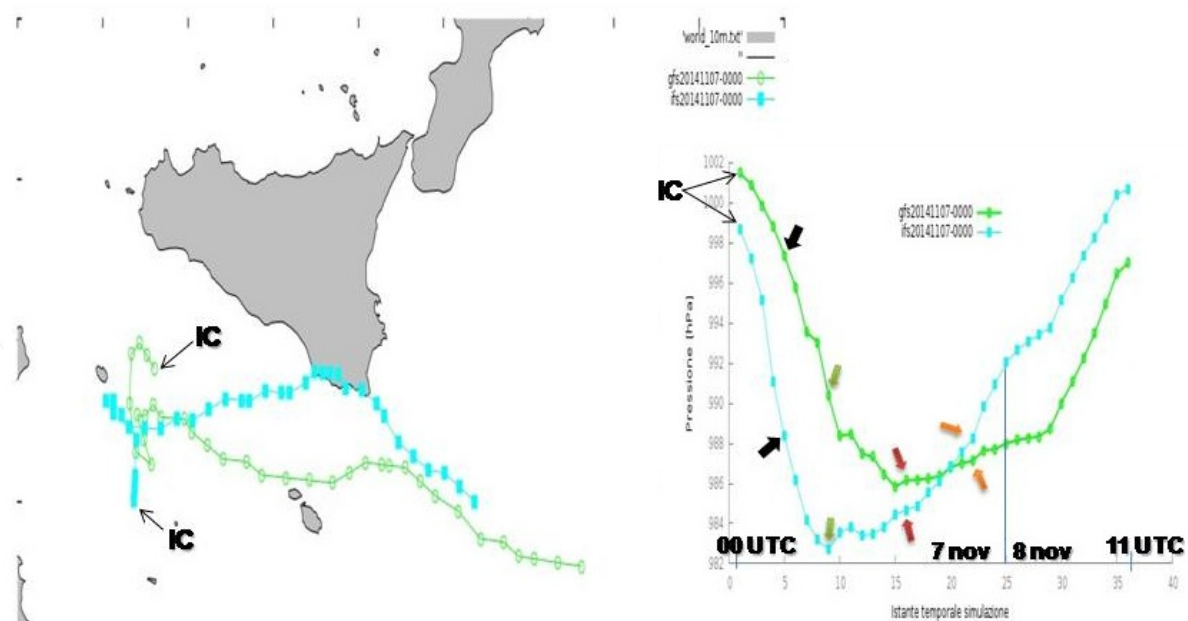 'world_10m.txt'
"
gfs20141107-0000
ifs20141107-0000
IC
IC
IC
gfs20141107-0000
ifs20141107-0000
Pressione (hPa)
1002
1000
998
996
994
992
990
988
986
984
982
00 UTC
7 nov
8 nov
11 UTC
0
5
10
15
20
25
30
35
40
Istante temporale simulazione